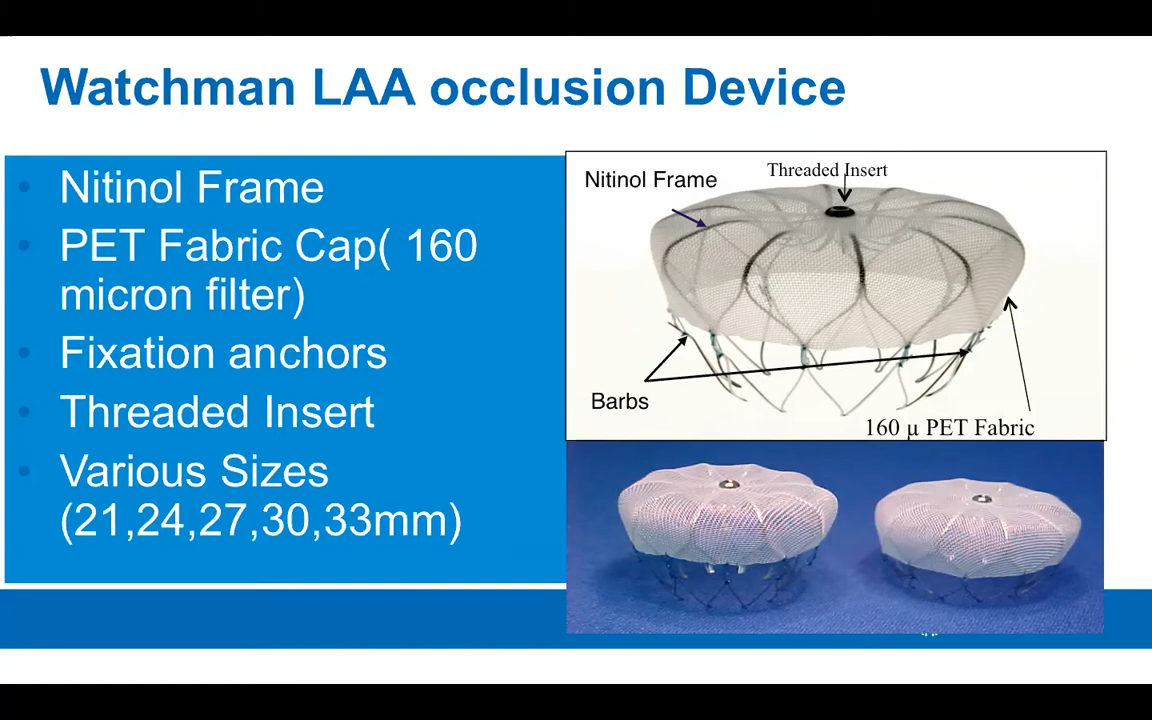 Watchman LAA occlusion Device
• Nitinol Frame
• PET Fabric Cap( 160
micron filter)
• Fixation anchors
• Threaded Insert
• Various Sizes
(21,24,27,30,33mm)
Threaded Insert
Nitinol Frame
Barbs
160 µ PET Fabric